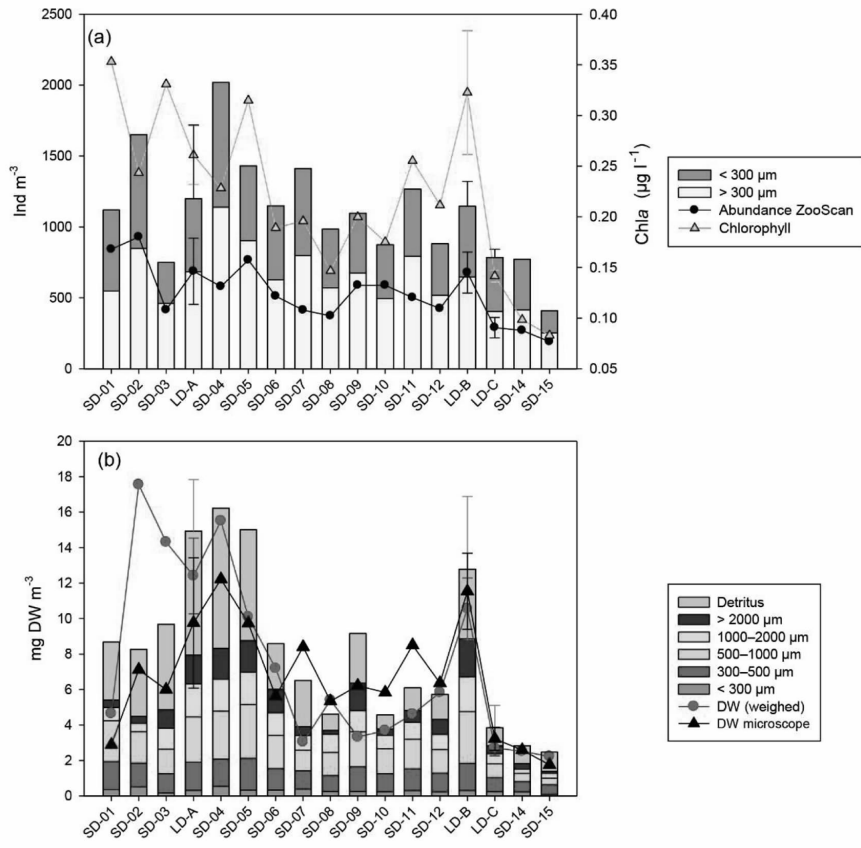 (a)
2500
2000
1500
1000
500
0
Ind m⁻³
0.40
0.35
0.30
0.25
0.20
0.15
0.10
0.05
Chla (µg l⁻¹)
SD-01 SD-02 SD-03 LD-A SD-04 SD-05 SD-06 SD-07 SD-08 SD-09 SD-10 SD-11 SD-12 LD-B LD-C SD-14 SD-15
< 300 µm
> 300 µm
Abundance ZooScan
Chlorophyll
(b)
20
18
16
14
12
10
8
6
4
2
0
mg DW m⁻³
SD-01 SD-02 SD-03 LD-A SD-04 SD-05 SD-06 SD-07 SD-08 SD-09 SD-10 SD-11 SD-12 LD-B LD-C SD-14 SD-15
Detritus
> 2000 µm
1000–2000 µm
500–1000 µm
300–500 µm
< 300 µm
DW (weighed)
DW microscope